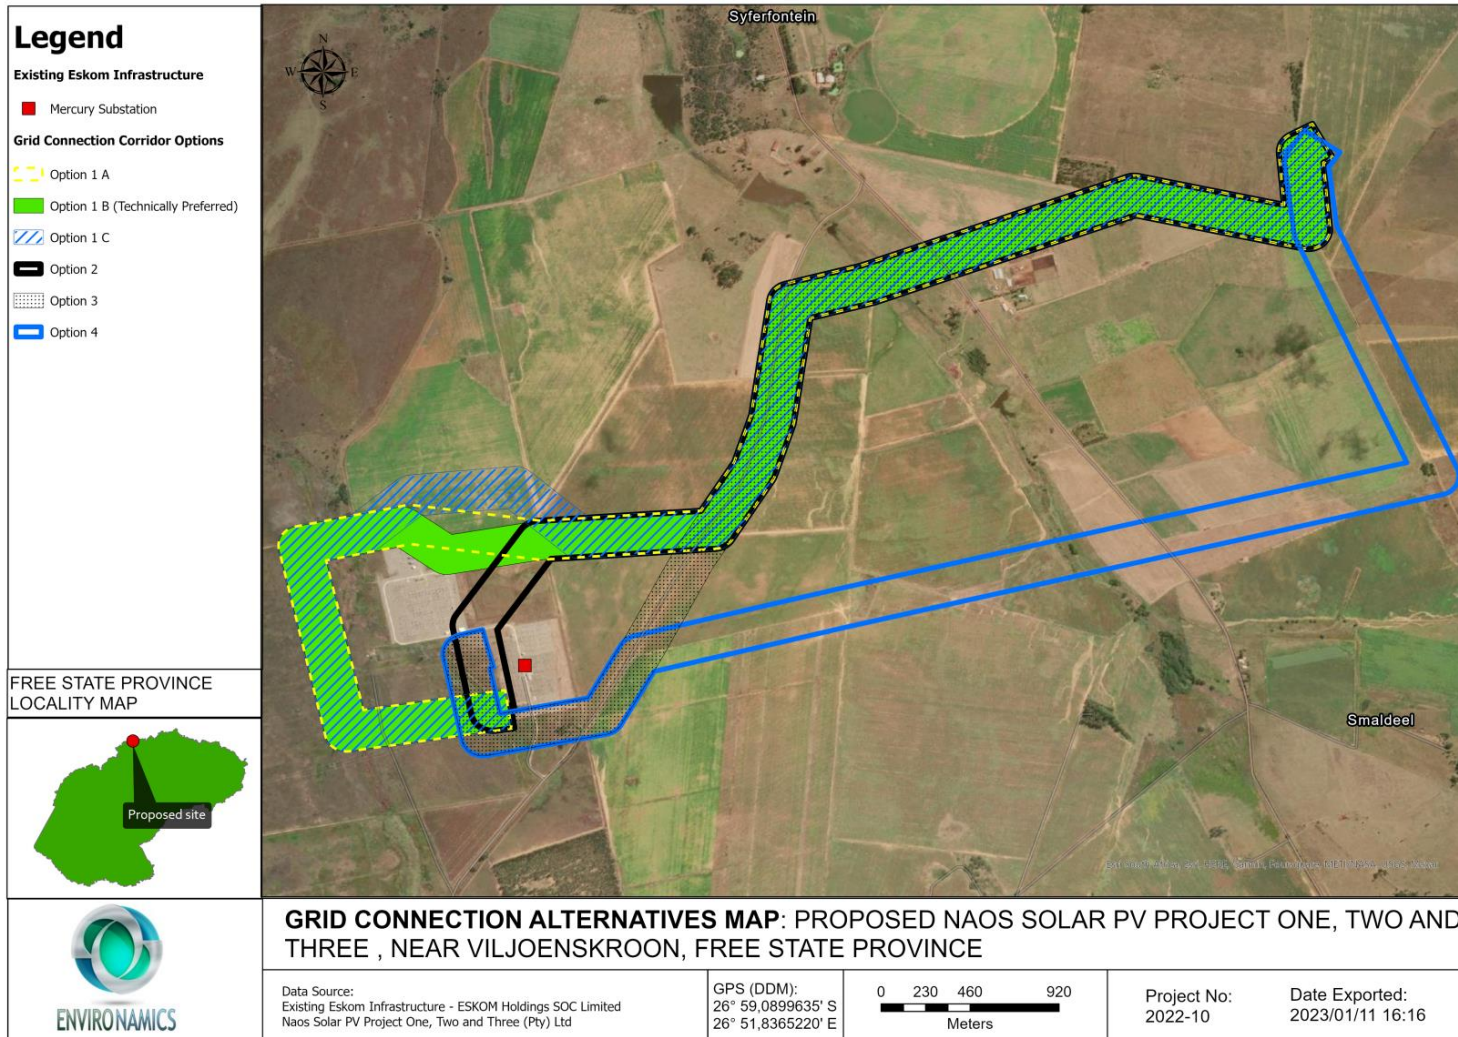 Legend
Existing Eskom Infrastructure
Mercury Substation
Grid Connection Corridor Options
Option 1 A
Option 1 B (Technically Preferred)
Option 1 C
Option 2
Option 3
Option 4
N
W E
S
Syferfontein
Smaldeel
FREE STATE PROVINCE
LOCALITY MAP
Proposed site
ENVIRONAMICS
GRID CONNECTION ALTERNATIVES MAP: PROPOSED NAOS SOLAR PV PROJECT ONE, TWO AND
THREE , NEAR VILJOENSKROON, FREE STATE PROVINCE
Data Source:
Existing Eskom Infrastructure - ESKOM Holdings SOC Limited
Naos Solar PV Project One, Two and Three (Pty) Ltd
GPS (DDM):
26° 59,0899635' S
26° 51,8365220' E
0 230 460 920
Meters
Project No:
2022-10
Date Exported:
2023/01/11 16:16